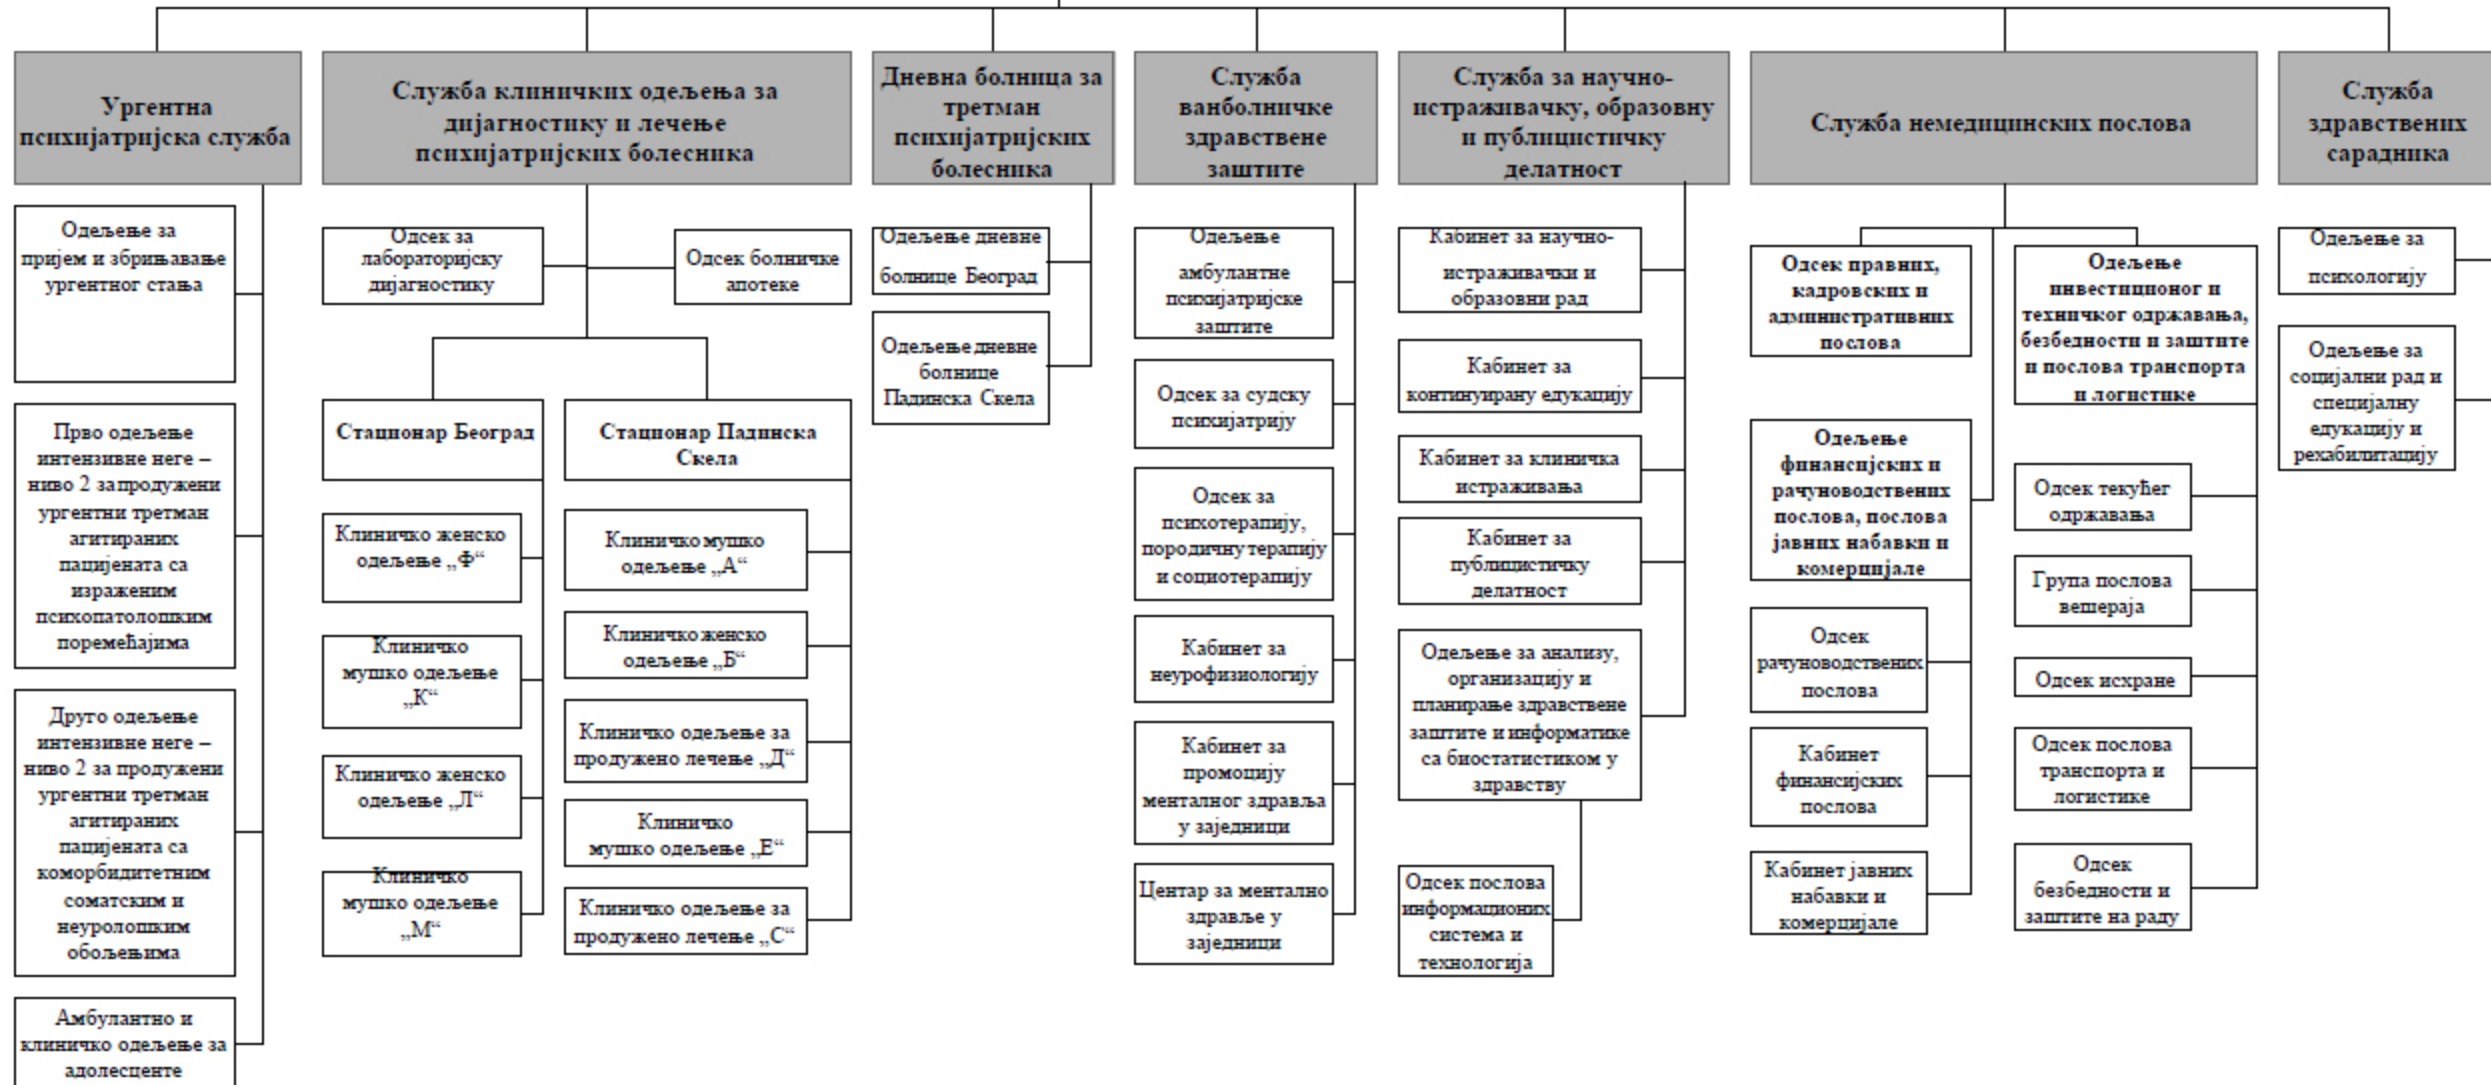 Ургентна
психијатријска служба
Одељење за
пријем и збрињавање
ургентног стања
Прво одељење
интензивне неге –
ниво 2 за продужени
ургентни третман
агитираних
пацијената са
израженим
психопатолошким
поремећајима
Друго одељење
интензивне неге –
ниво 2 за продужени
ургентни третман
агитираних
пацијената са
коморбидитетним
соматским и
неуролошким
обољењима
Амбулантно и
клиничко одељење за
адолесценте
Служба клиничких одељења за
дијагностику и лечење
психијатријских болесника
Одсек за
лабораторијску
дијагностику
Одсек болничке
апотеке
Стационар Београд
Клиничко женско
одељење „Ф“
Клиничко
мушко одељење
„К“
Клиничко женско
одељење „Л“
Клиничко
мушко одељење
„М“
Стационар Падинска
Скела
Клиничко мушко
одељење „А“
Клиничко женско
одељење „Б“
Клиничко одељење за
продужено лечење „Д“
Клиничко
мушко одељење „Е“
Клиничко одељење за
продужено лечење „С“
Дневна болница за
третман
психијатријских
болесника
Одељење дневне
болнице Београд
Одељење дневне
болнице
Падинска Скела
Служба
ванболничке
здравствене
заштите
Одељење
амбулантне
психијатријске
заштите
Одсек за судску
психијатрију
Одсек за
психотерапију,
породичну терапију
и социотерапију
Кабинет за
неурофизиологију
Кабинет за
промоцију
менталног здравља
у заједници
Центар за ментално
здравље у
заједници
Служба за научно-
истраживачку, образовну
и публицистичку
делатност
Кабинет за научно-
истраживачки и
образовни рад
Кабинет за
континуирану едукацију
Кабинет за клиничка
истраживања
Кабинет за
публицистичку
делатност
Одељење за анализу,
организацију и
планирање здравствене
заштите и информатике
са биостатистиком у
здравству
Одсек послова
информационих
система и
технологија
Служба немедицинских послова
Одсек правних,
кадровских и
административних
послова
Одељење
финансијских и
рачуноводствених
послова, послова
јавних набавки и
комерцијале
Одсек
рачуноводствених
послова
Кабинет
финансијских
послова
Кабинет јавних
набавки и
комерцијале
Одељење
инвестиционог и
техничког одржавања,
безбедности и заштите
и послова транспорта
и логистике
Одсек текућег
одржавања
Група послова
вешераја
Одсек исхране
Одсек послова
транспорта и
логистике
Одсек
безбедности и
заштите на раду
Служба
здравствених
сарадника
Одељење за
психологију
Одељење за
социјални рад и
специјалну
едукацију и
рехабилитацију